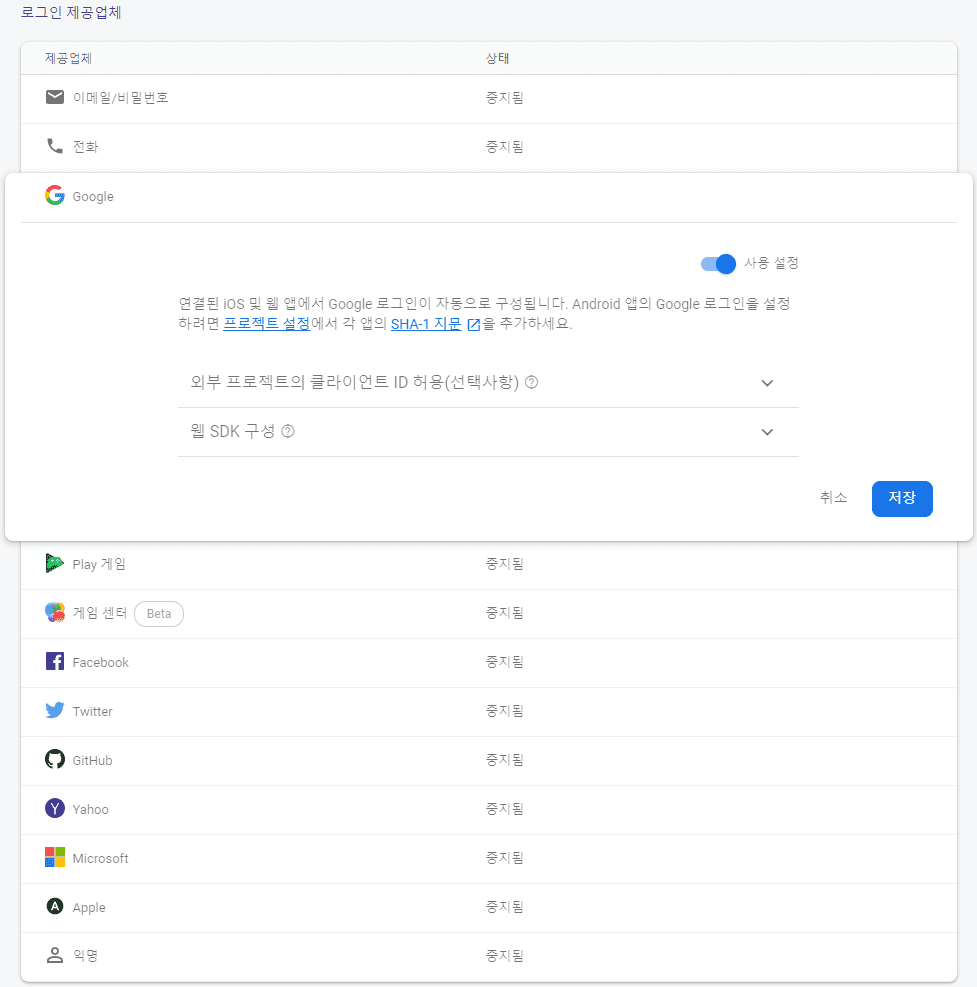 로그인 제공업체
제공업체 상태
이메일/비밀번호 중지됨
전화 중지됨
Google
사용 설정
연결된 iOS 및 웹 앱에서 Google 로그인이 자동으로 구성됩니다. Android 앱의 Google 로그인을 설정
하려면 프로젝트 설정에서 각 앱의 SHA-1 지문 을 추가하세요.
외부 프로젝트의 클라이언트 ID 허용(선택사항)
웹 SDK 구성
취소 저장
Play 게임 중지됨
게임 센터 Beta 중지됨
Facebook 중지됨
Twitter 중지됨
GitHub 중지됨
Yahoo 중지됨
Microsoft 중지됨
Apple 중지됨
익명 중지됨